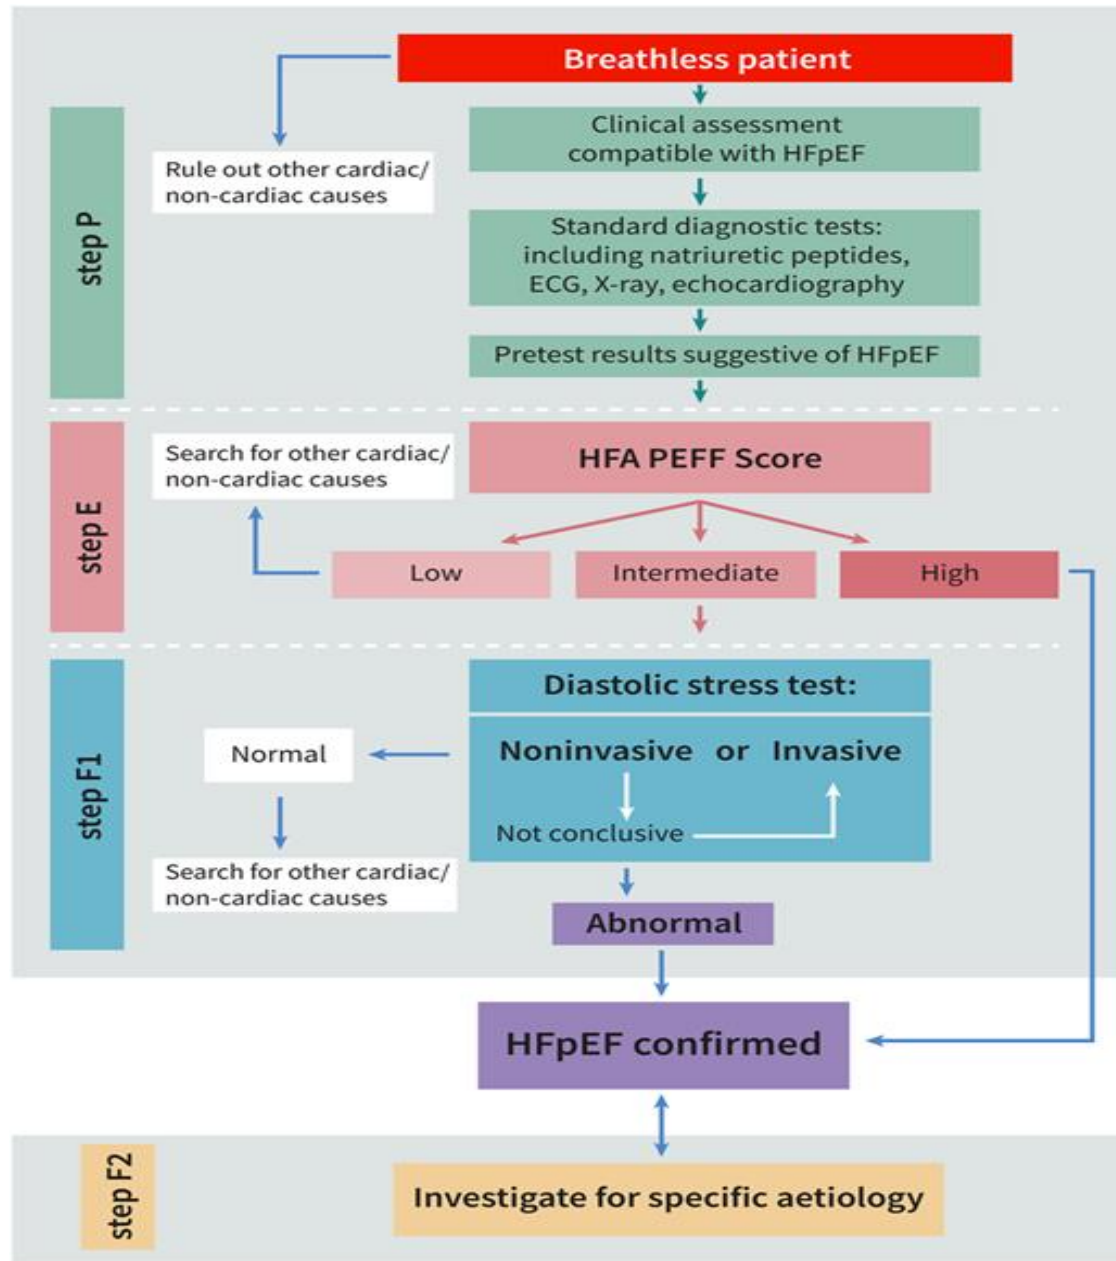 Breathless patient
step P
Clinical assessment
compatible with HFpEF
Rule out other cardiac/
non-cardiac causes
Standard diagnostic tests:
including natriuretic peptides,
ECG, X-ray, echocardiography
Pretest results suggestive of HFpEF
step E
Search for other cardiac/
non-cardiac causes
HFA PEFF Score
Low
Intermediate
High
step F1
Diastolic stress test:
Noninvasive or Invasive
Not conclusive
Normal
Search for other cardiac/
non-cardiac causes
Abnormal
HFpEF confirmed
step F2
Investigate for specific aetiology